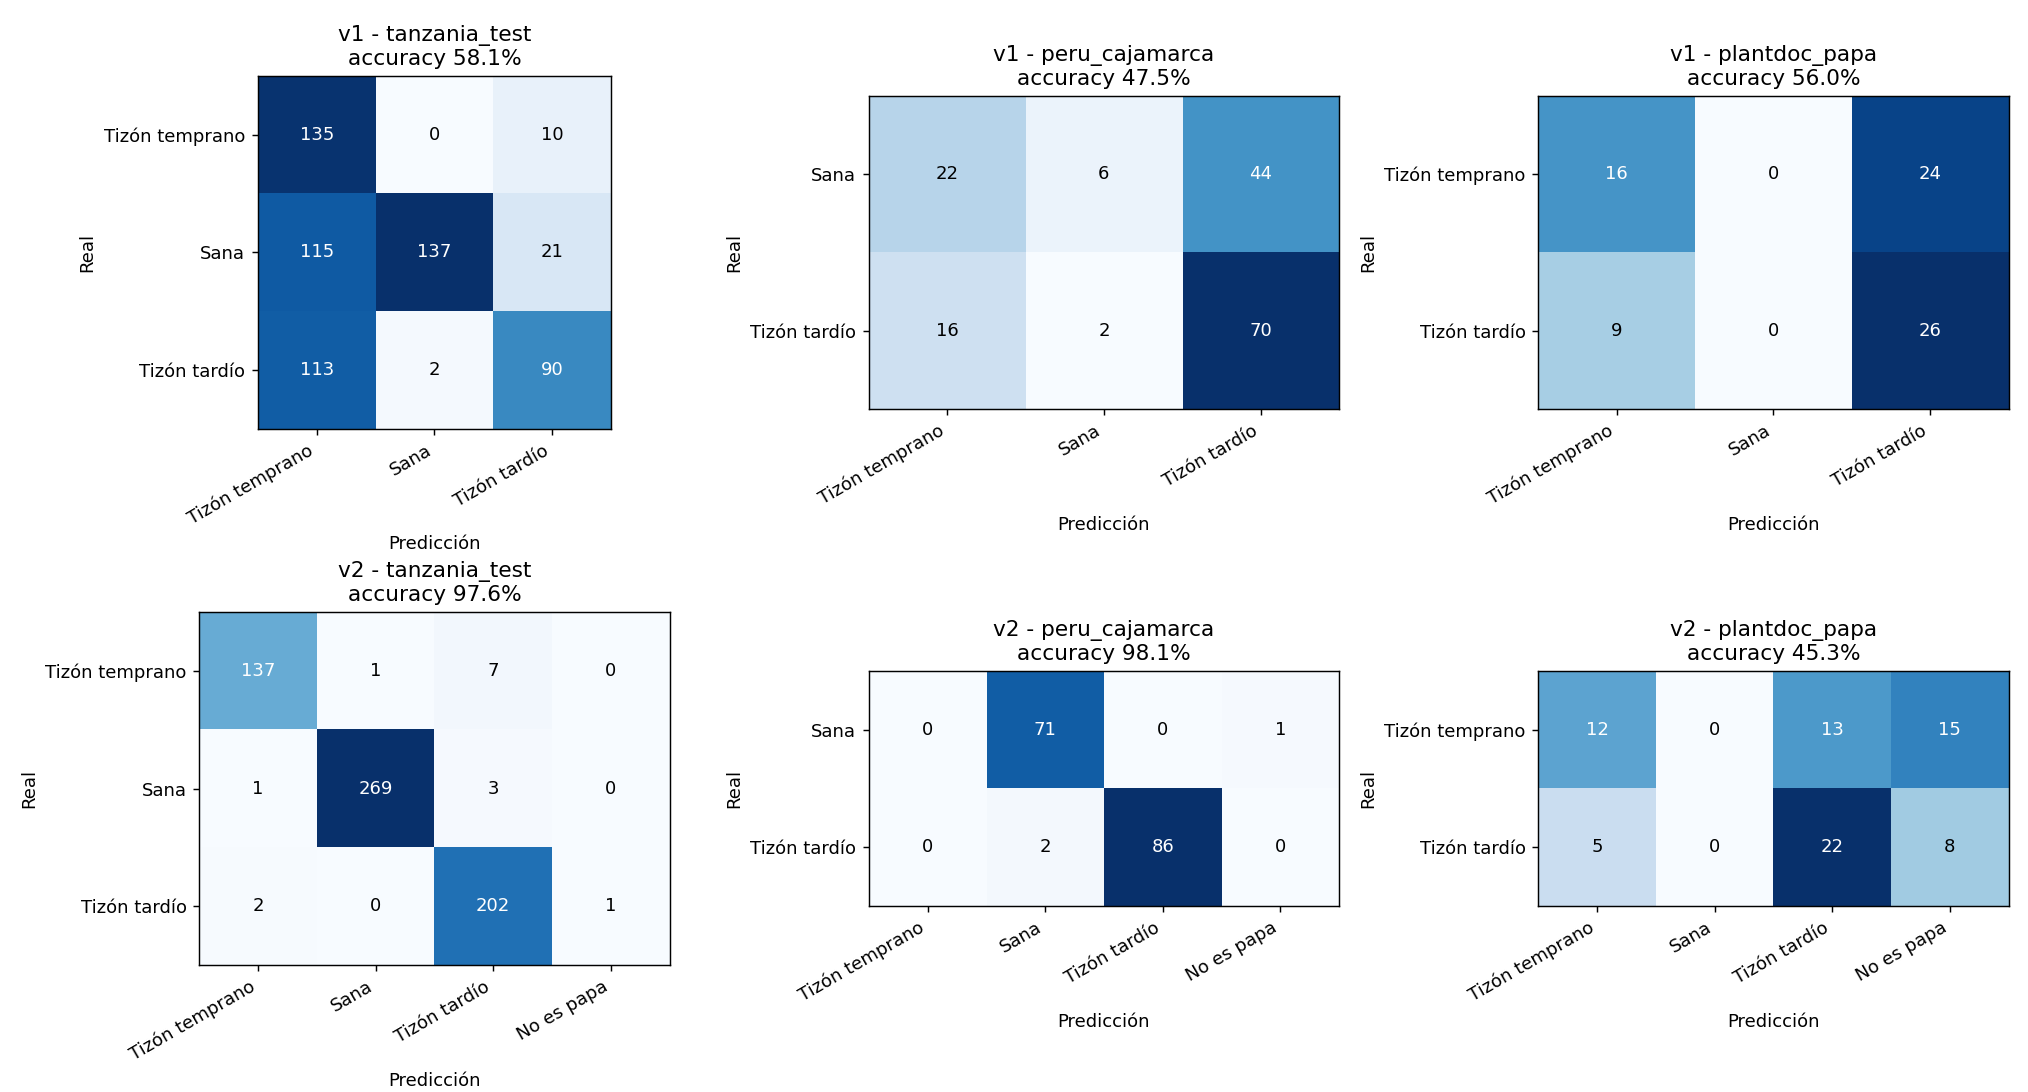 v1 - tanzania_test
accuracy 58.1%
Real
Tizón temprano
135
0
10
Sana
115
137
21
Tizón tardío
113
2
90
Tizón temprano
Sana
Tizón tardío
Predicción
v1 - peru_cajamarca
accuracy 47.5%
Real
Sana
22
6
44
Tizón tardío
16
2
70
Tizón temprano
Sana
Tizón tardío
Predicción
v1 - plantdoc_papa
accuracy 56.0%
Real
Tizón temprano
16
0
24
Tizón tardío
9
0
26
Tizón temprano
Sana
Tizón tardío
Predicción
v2 - tanzania_test
accuracy 97.6%
Real
Tizón temprano
137
1
7
0
Sana
1
269
3
0
Tizón tardío
2
0
202
1
Tizón temprano
Sana
Tizón tardío
No es papa
Predicción
v2 - peru_cajamarca
accuracy 98.1%
Real
Sana
0
71
0
1
Tizón tardío
0
2
86
0
Tizón temprano
Sana
Tizón tardío
No es papa
Predicción
v2 - plantdoc_papa
accuracy 45.3%
Real
Tizón temprano
12
0
13
15
Tizón tardío
5
0
22
8
Tizón temprano
Sana
Tizón tardío
No es papa
Predicción